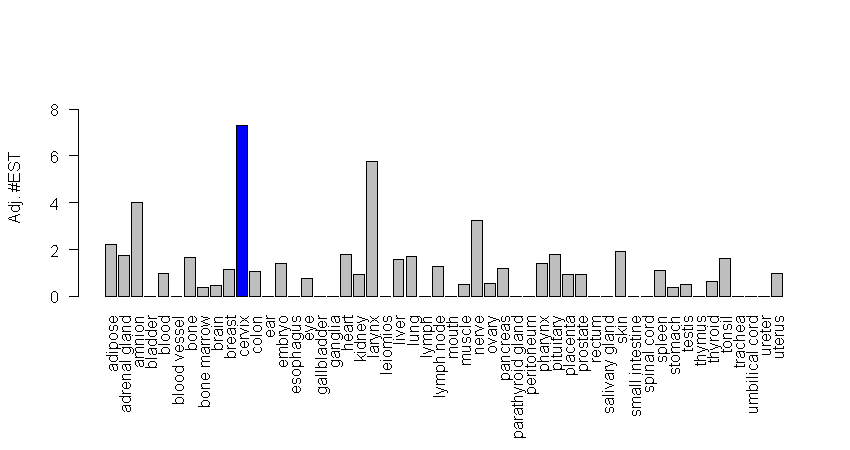 Adj. #EST
8
6
4
2
0
adipose
adrenal gland
amnion
bladder
blood
blood vessel
bone
bone marrow
brain
breast
cervix
colon
ear
embryo
esophagus
eye
gallbladder
ganglia
heart
kidney
larynx
leiomios
liver
lung
lymph
lymph node
mouth
muscle
nerve
ovary
pancreas
parathyroid gland
peritoneum
pharynx
pituitary
placenta
prostate
rectum
salivary gland
skin
small intestine
spinal cord
spleen
stomach
testis
thymus
thyroid
tonsil
trachea
umbilical cord
ureter
uterus